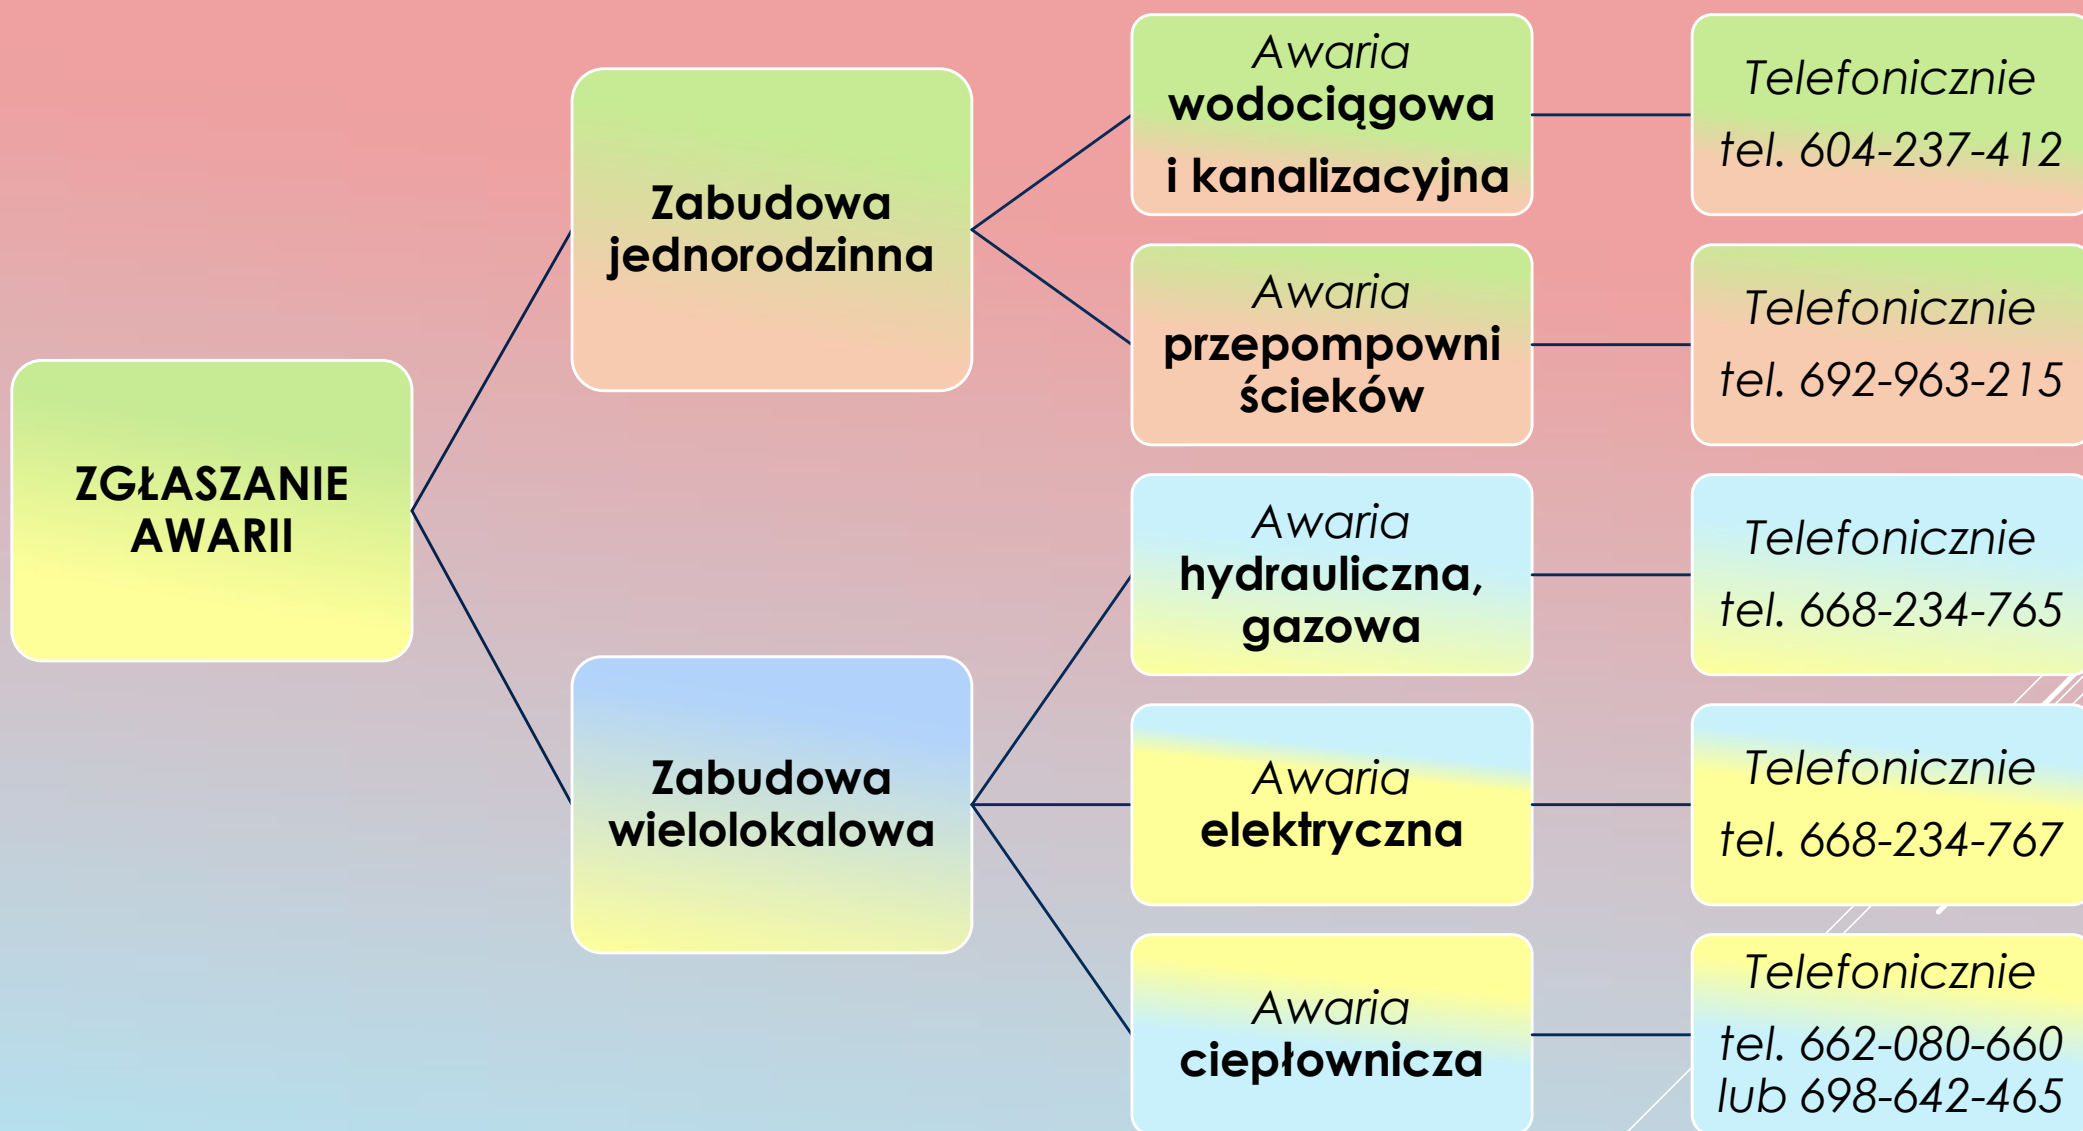 ZGŁASZANIE
AWARII
Zabudowa
jednorodzinna
Awaria
wodociągowa
i kanalizacyjna
Telefonicznie
tel. 604-237-412
Awaria
przepompowni
ścieków
Telefonicznie
tel. 692-963-215
Zabudowa
wielolokalowa
Awaria
hydrauliczna,
gazowa
Telefonicznie
tel. 668-234-765
Awaria
elektryczna
Telefonicznie
tel. 668-234-767
Awaria
ciepłownicza
Telefonicznie
tel. 662-080-660
lub 698-642-465